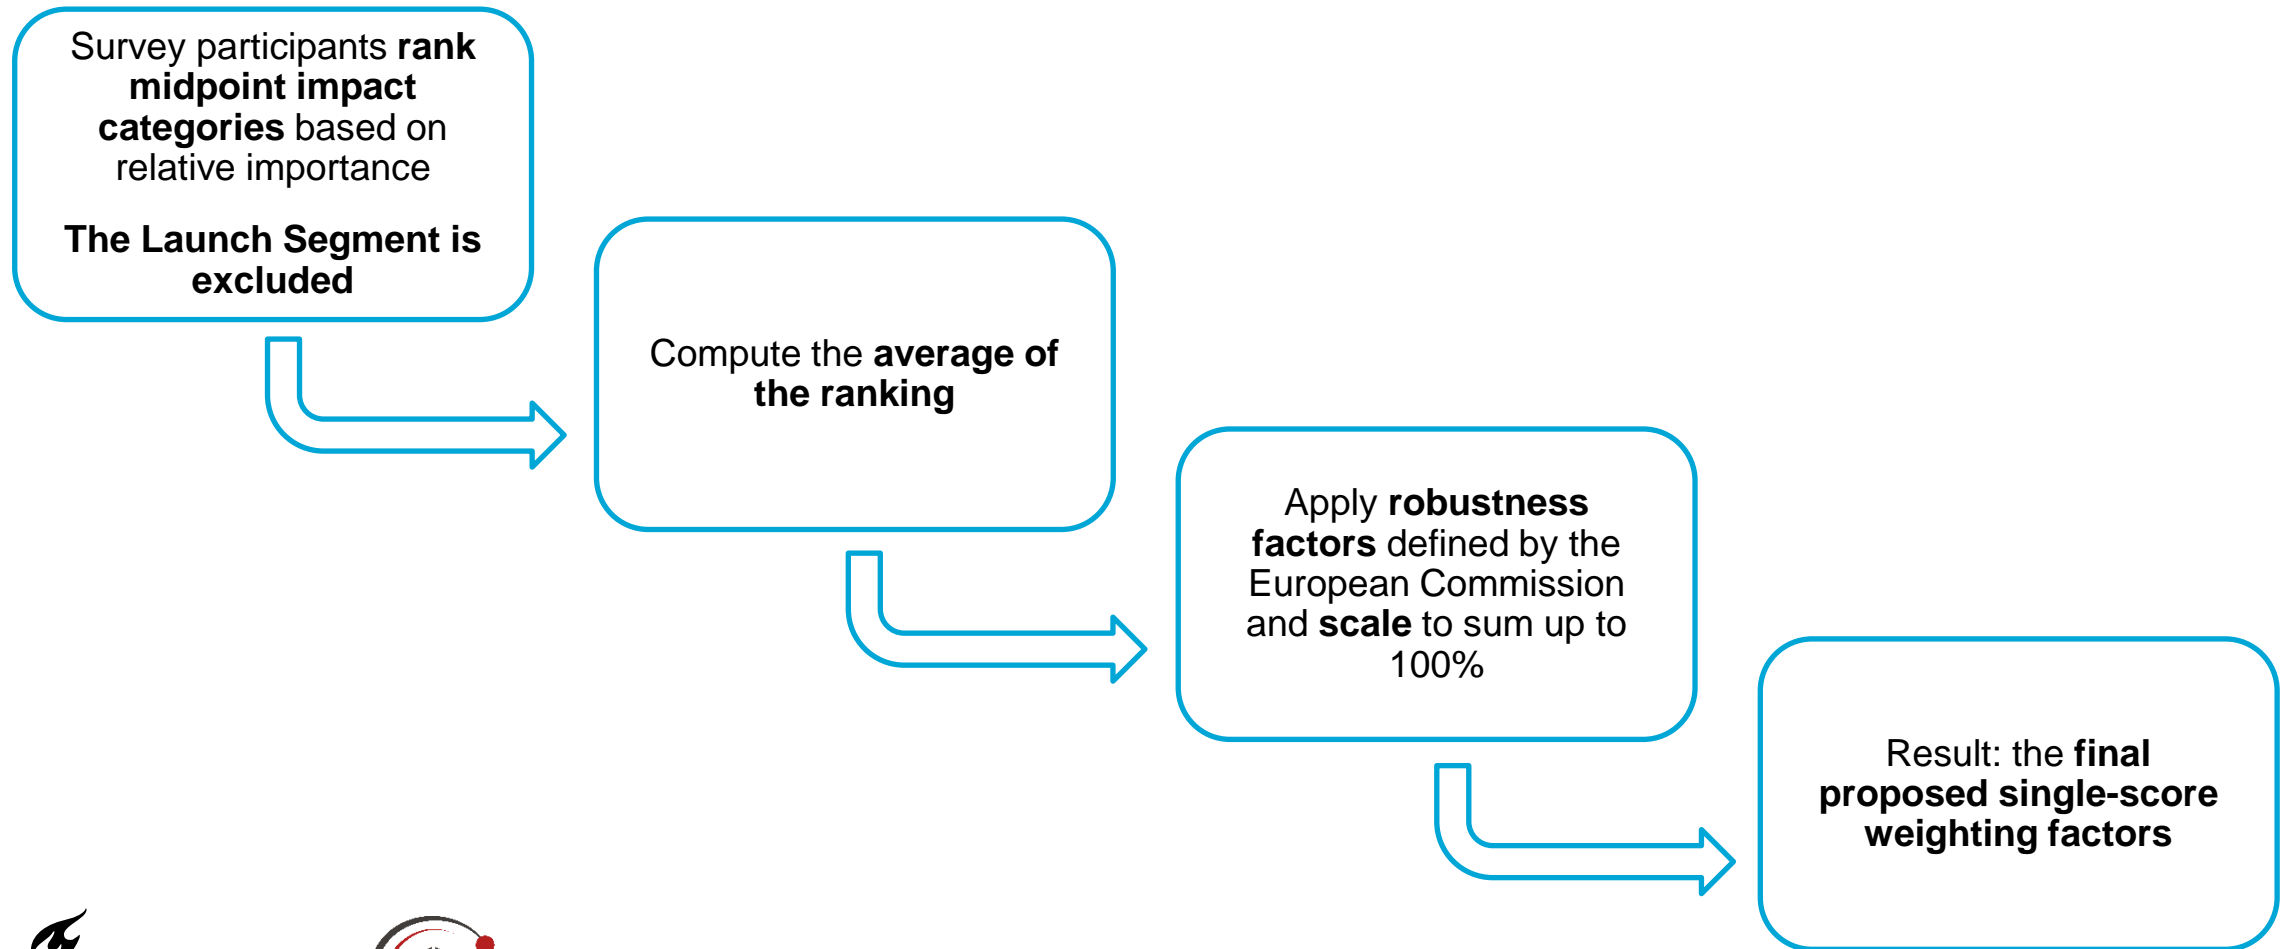 Survey participants rank
midpoint impact
categories based on
relative importance
The Launch Segment is
excluded
Compute the average of
the ranking
Apply robustness
factors defined by the
European Commission
and scale to sum up to
100%
Result: the final
proposed single-score
weighting factors